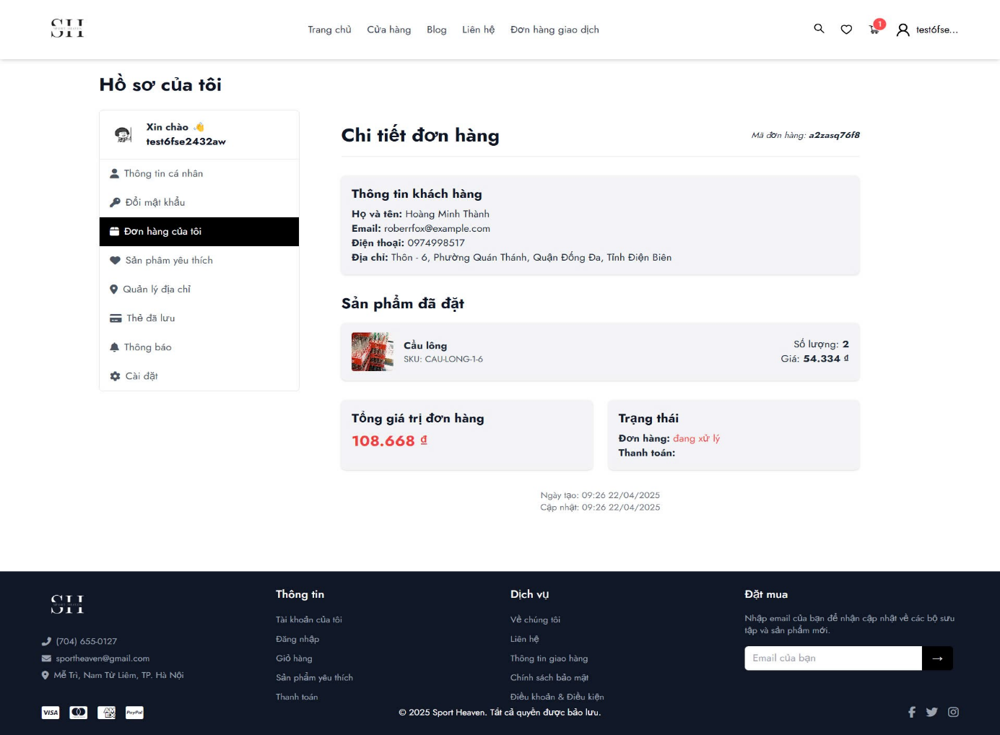 SH
SPORT HEAVEN
Trang chủ
Cửa hàng
Blog
Liên hệ
Đơn hàng giao dịch
1
test6fse...
Hồ sơ của tôi
Xin chào 👋
test6fse2432aw
Thông tin cá nhân
Đổi mật khẩu
Đơn hàng của tôi
Sản phẩm yêu thích
Quản lý địa chỉ
Thẻ đã lưu
Thông báo
Cài đặt
Chi tiết đơn hàng
Mã đơn hàng: a2zasq76f8
Thông tin khách hàng
Họ và tên: Hoàng Minh Thành
Email: roberrfox@example.com
Điện thoại: 0974998517
Địa chỉ: Thôn - 6, Phường Quán Thánh, Quận Đống Đa, Tỉnh Điện Biên
Sản phẩm đã đặt
Cầu lông
SKU: CAU-LONG-1-6
Số lượng: 2
Giá: 54.334 ₫
Tổng giá trị đơn hàng
108.668 ₫
Trạng thái
Đơn hàng: đang xử lý
Thanh toán:
Ngày tạo: 09:26 22/04/2025
Cập nhật: 09:26 22/04/2025
SH
SPORT HEAVEN
(704) 655-0127
sportheaven@gmail.com
Mễ Trì, Nam Từ Liêm, TP. Hà Nội
Thông tin
Tài khoản của tôi
Đăng nhập
Giỏ hàng
Sản phẩm yêu thích
Thanh toán
Dịch vụ
Về chúng tôi
Liên hệ
Thông tin giao hàng
Chính sách bảo mật
Điều khoản & Điều kiện
Đặt mua
Nhập email của bạn để nhận cập nhật về các bộ sưu
tập và sản phẩm mới.
Email của bạn
→
VISA
AMEX
PayPal
© 2025 Sport Heaven. Tất cả quyền được bảo lưu.